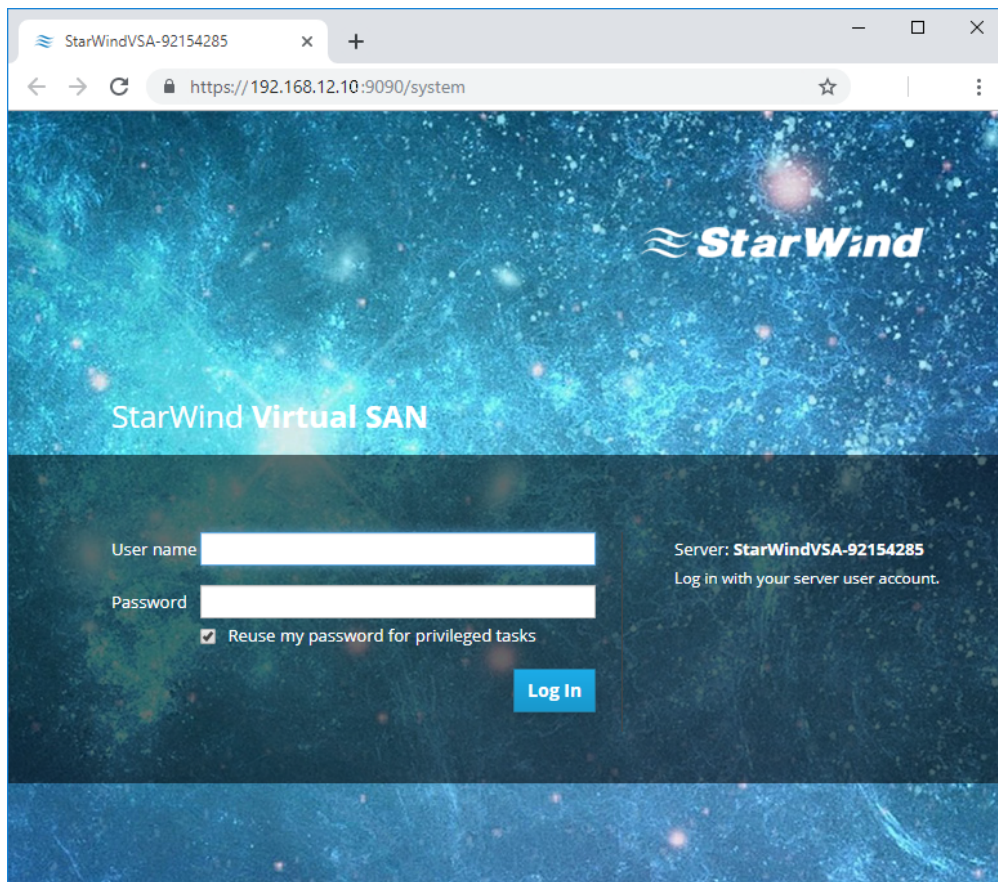 StarWindVSA-92154285
https://192.168.12.10:9090/system
StarWind
StarWind Virtual SAN
User name
Password
Reuse my password for privileged tasks
Log In
Server: StarWindVSA-92154285
Log in with your server user account.